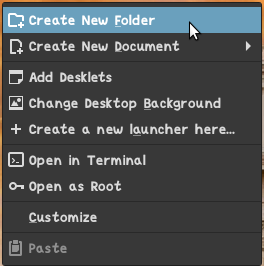 Create New Folder
Create New Document
Add Desklets
Change Desktop Background
Create a new launcher here...
Open in Terminal
Open as Root
Customize
Paste